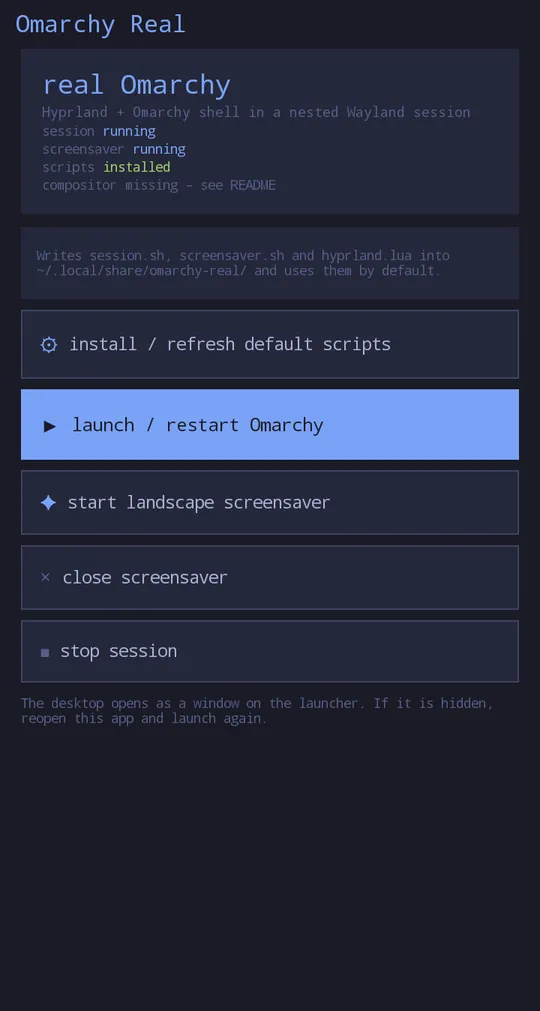 Omarchy Real
real Omarchy
Hyprland + Omarchy shell in a nested Wayland session
session running
screensaver running
scripts installed
compositor missing – see README
Writes session.sh, screensaver.sh and hyprland.lua into
~/.local/share/omarchy-real/ and uses them by default.
install / refresh default scripts
launch / restart Omarchy
start landscape screensaver
close screensaver
stop session
The desktop opens as a window on the launcher. If it is hidden,
reopen this app and launch again.